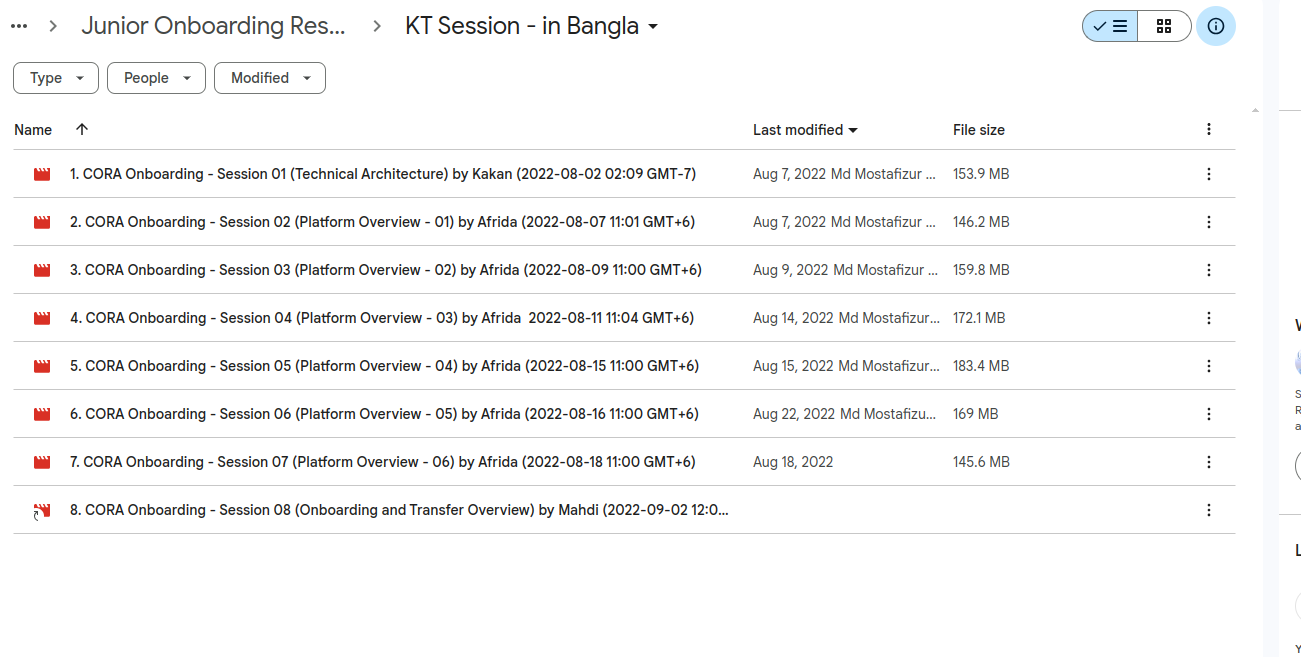 Junior Onboarding Res... KT Session - in Bangla
Type People Modified
Name Last modified File size
1. CORA Onboarding - Session 01 (Technical Architecture) by Kakan (2022-08-02 02:09 GMT-7) Aug 7, 2022 Md Mostafizur ... 153.9 MB
2. CORA Onboarding - Session 02 (Platform Overview - 01) by Afrida (2022-08-07 11:01 GMT+6) Aug 7, 2022 Md Mostafizur ... 146.2 MB
3. CORA Onboarding - Session 03 (Platform Overview - 02) by Afrida (2022-08-09 11:00 GMT+6) Aug 9, 2022 Md Mostafizur ... 159.8 MB
4. CORA Onboarding - Session 04 (Platform Overview - 03) by Afrida 2022-08-11 11:04 GMT+6) Aug 14, 2022 Md Mostafizur... 172.1 MB
5. CORA Onboarding - Session 05 (Platform Overview - 04) by Afrida (2022-08-15 11:00 GMT+6) Aug 15, 2022 Md Mostafizur... 183.4 MB
6. CORA Onboarding - Session 06 (Platform Overview - 05) by Afrida (2022-08-16 11:00 GMT+6) Aug 22, 2022 Md Mostafizu... 169 MB
7. CORA Onboarding - Session 07 (Platform Overview - 06) by Afrida (2022-08-18 11:00 GMT+6) Aug 18, 2022 145.6 MB
8. CORA Onboarding - Session 08 (Onboarding and Transfer Overview) by Mahdi (2022-09-02 12:0...